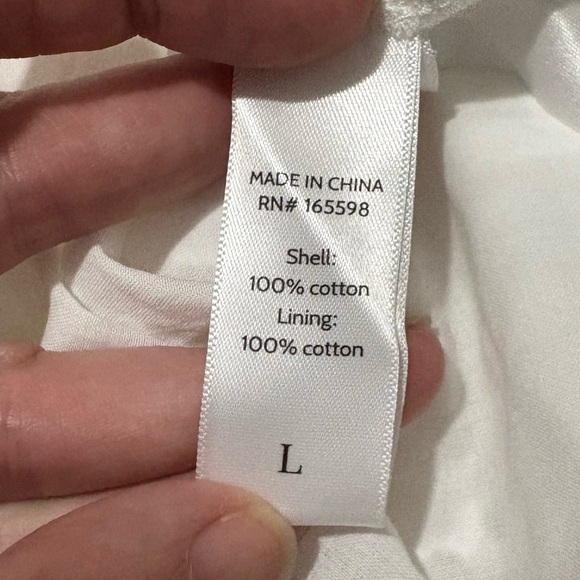 MADE IN CHINA
RN# 165598
Shell:
100% cotton
Lining:
100% cotton
L